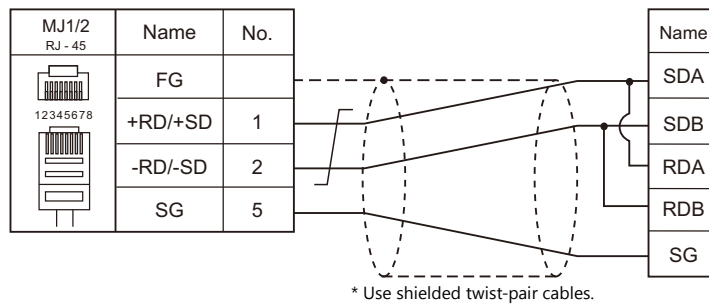 MJ1/2 Name No. Name
RJ - 45
FG SDA
12345678
+RD/+SD 1 SDB
-RD/-SD 2 RDA
RDB
SG 5
SG
* Use shielded twist-pair cables.